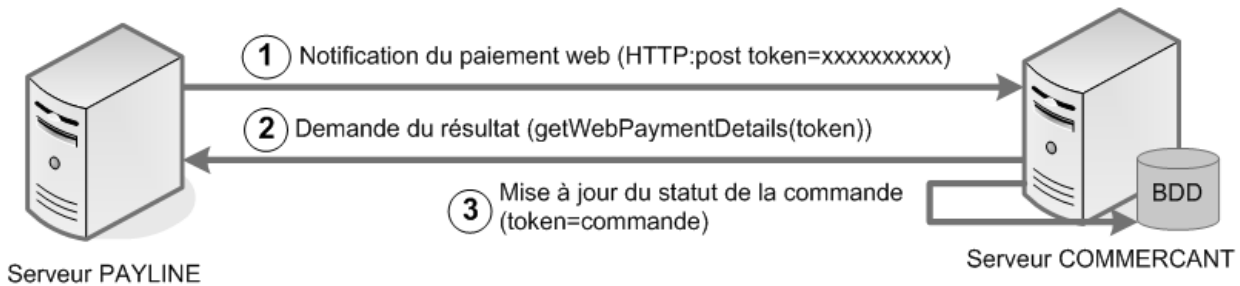 1 Notification du paiement web (HTTP:post token=xxxxxxxxxx)
2 Demande du résultat (getWebPaymentDetails(token))
3 Mise à jour du statut de la commande
(token=commande)
BDD
Serveur PAYLINE
Serveur COMMERCANT